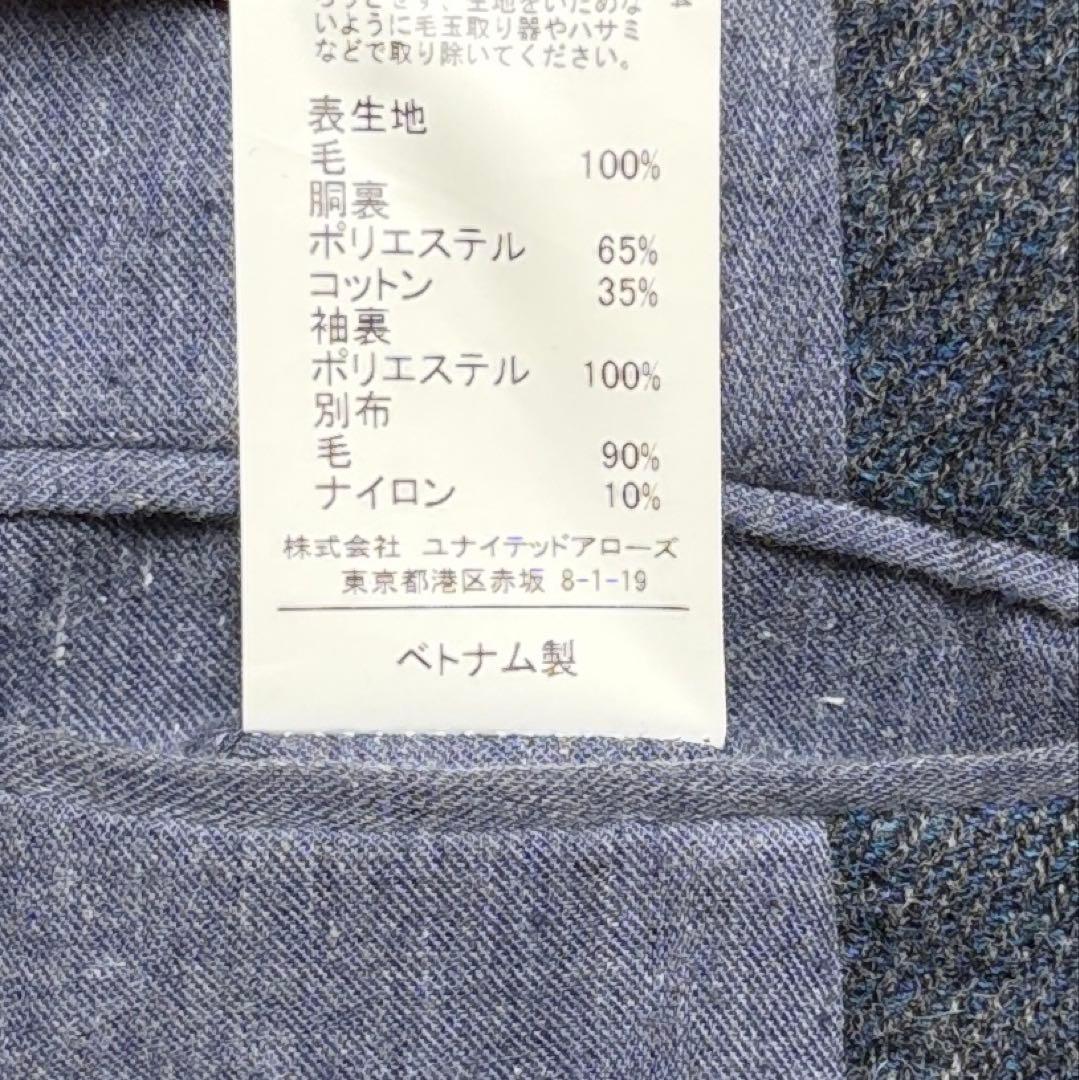 いように毛玉取り器やハサミ
などで取り除いてください。
表生地
毛 100%
胴裏
ポリエステル 65%
コットン 35%
袖裏
ポリエステル 100%
別布
毛 90%
ナイロン 10%
株式会社 ユナイテッドアローズ
東京都港区赤坂 8-1-19
ベトナム製